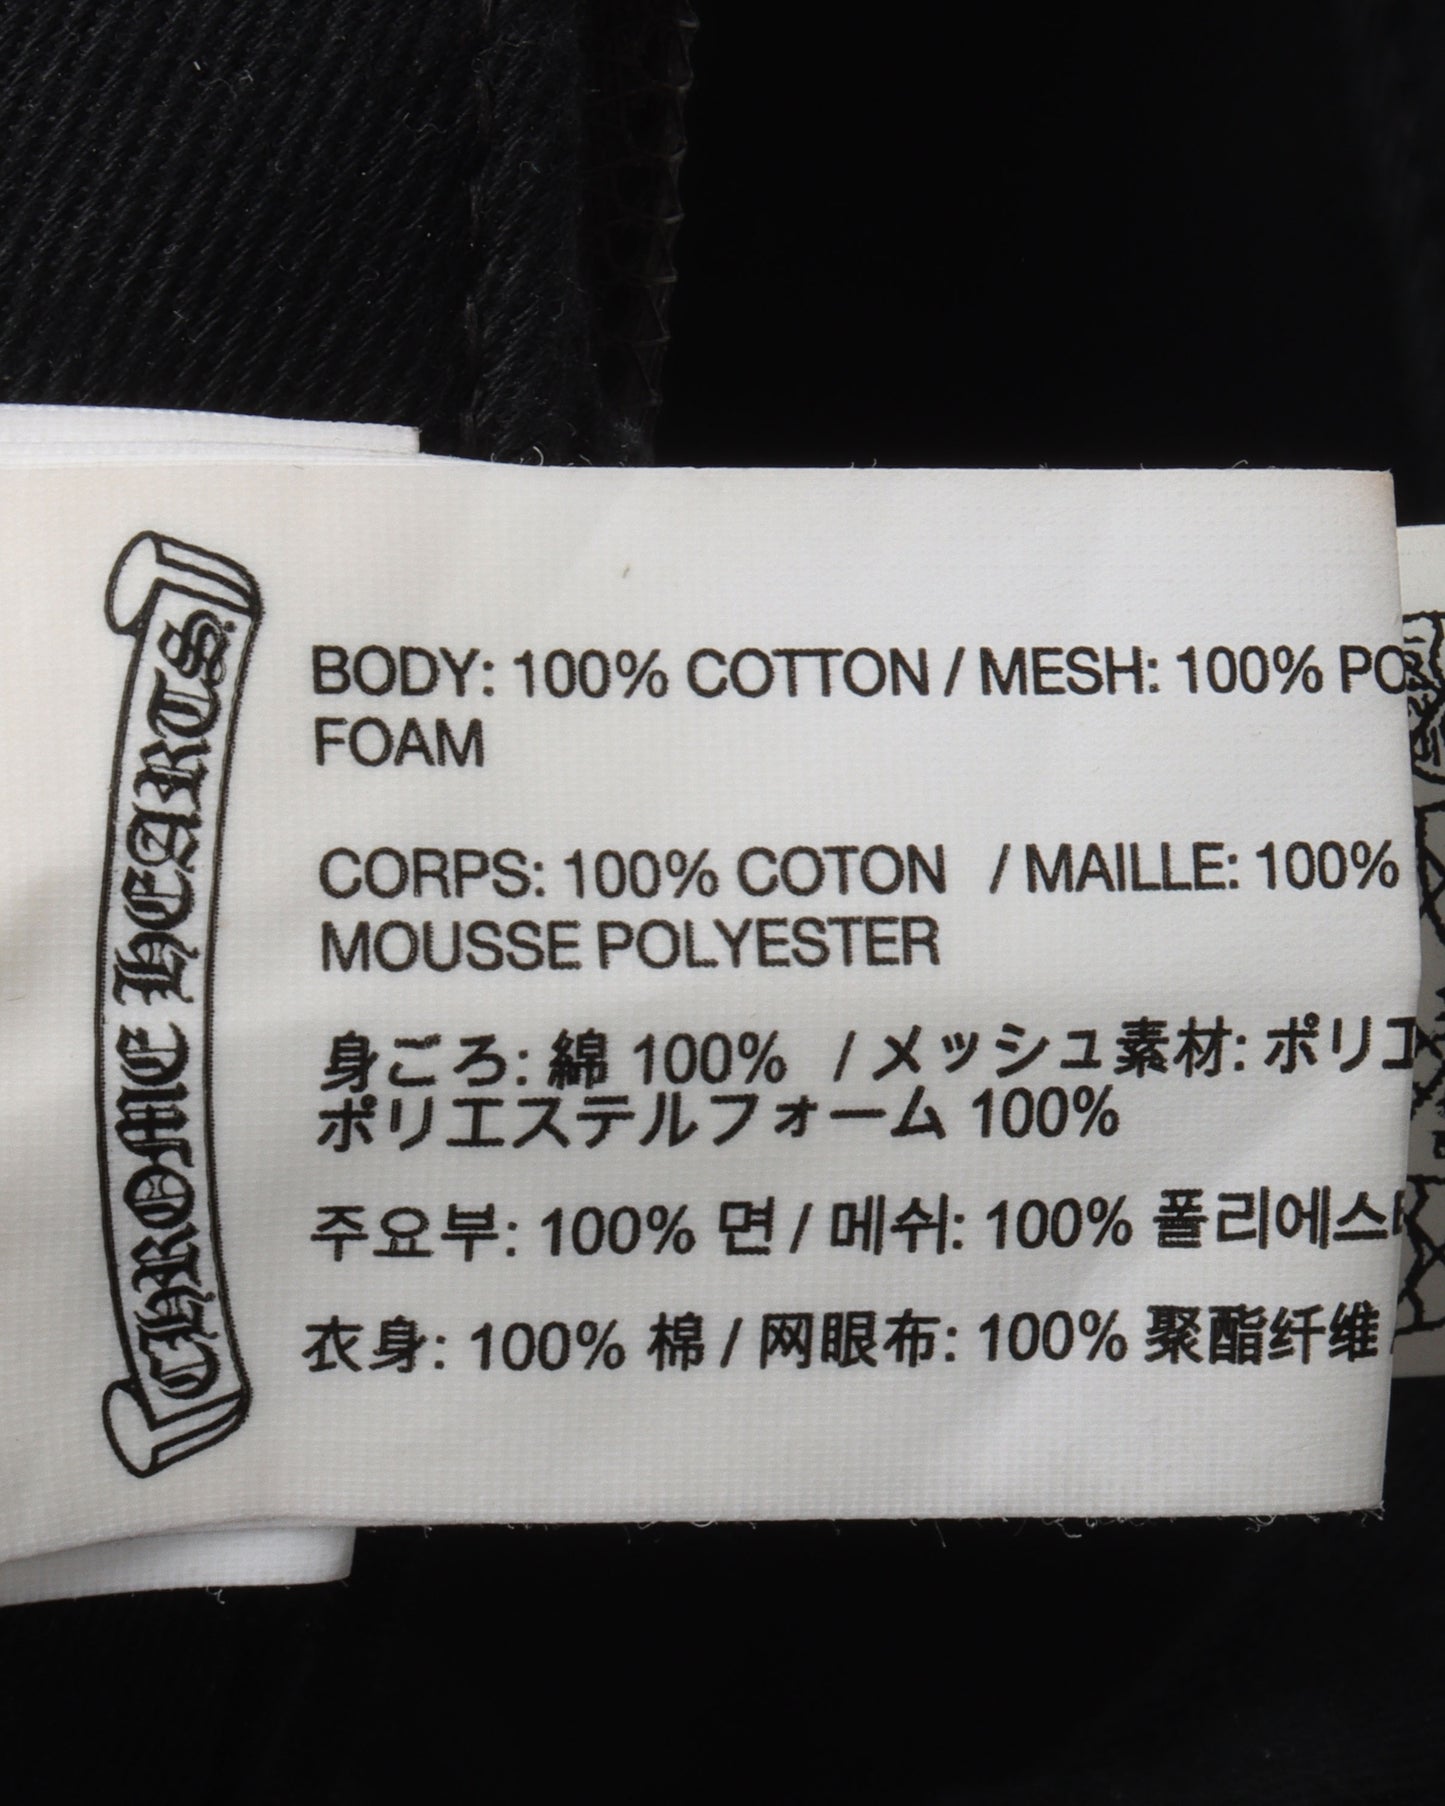 CHROME HEARTS
BODY: 100% COTTON / MESH: 100%
FOAM
CORPS: 100% COTON / MAILLE: 100%
MOUSSE POLYESTER
身ごろ: 綿 100% / メッシュ素材: ポリエ
ポリエステルフォーム 100%
주요부: 100% 면 / 메쉬: 100% 폴리에스
衣身: 100% 棉 / 网眼布: 100% 聚酯纤维